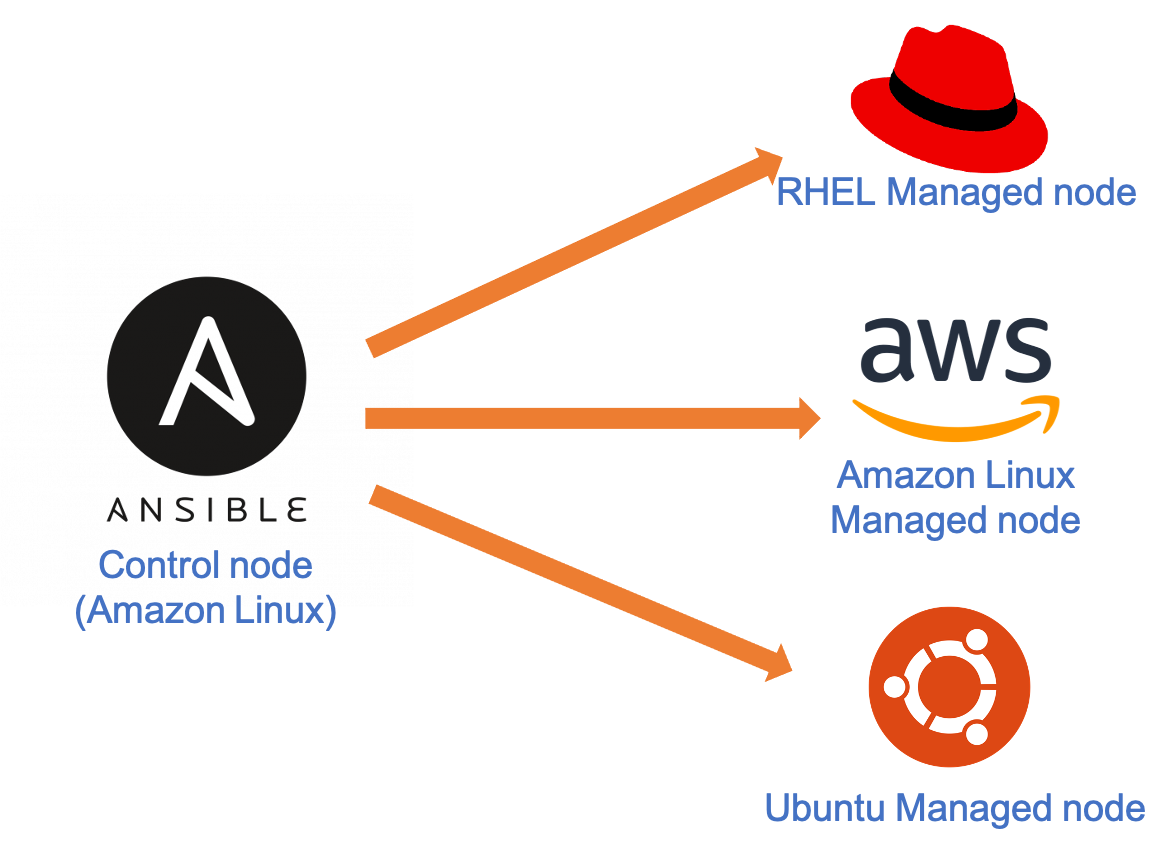 RHEL Managed node
ANSIBLE
Control node
(Amazon Linux)
aws
Amazon Linux
Managed node
Ubuntu Managed node